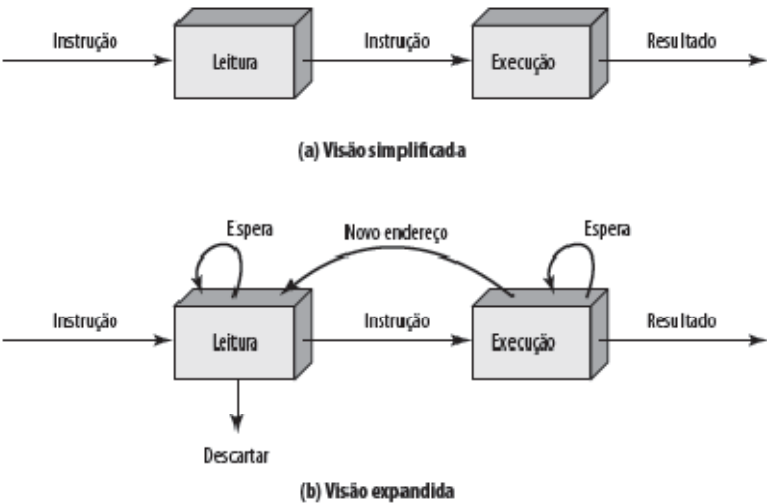 Instrução
Leitura
Instrução
Execução
Resultado
(a) Visão simplificada
Espera
Novo endereço
Espera
Instrução
Leitura
Instrução
Execução
Resultado
Descartar
(b) Visão expandida